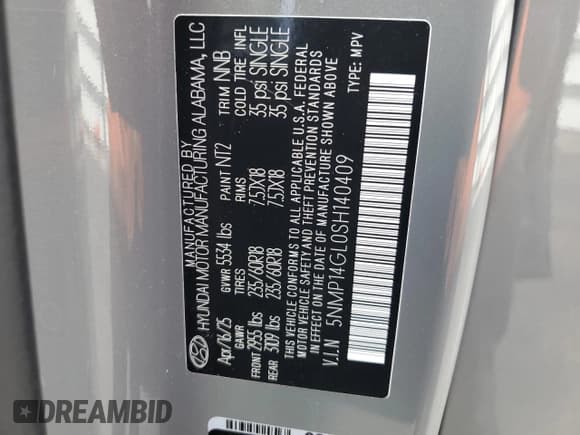 MANUFACTURED BY
HYUNDAI MOTOR MANUFACTURING ALABAMA, LLC
Apr/16/25 GVWR 5534 lbs PAINT NT2 TRIM NNB
GAWR TIRES RIMS COLD TIRE INFL
FRONT 2955 lbs 235/60R18 7.5JX18 35 psi SINGLE
REAR 3109 lbs 235/60R18 7.5JX18 35 psi SINGLE
THIS VEHICLE CONFORMS TO ALL APPLICABLE U.S.A. FEDERAL
MOTOR VEHICLE SAFETY AND THEFT PREVENTION STANDARDS
IN EFFECT ON THE DATE OF MANUFACTURE SHOWN ABOVE
V.I.N 5NMP14GL0SH140409 TYPE: MPV
DREAMBID